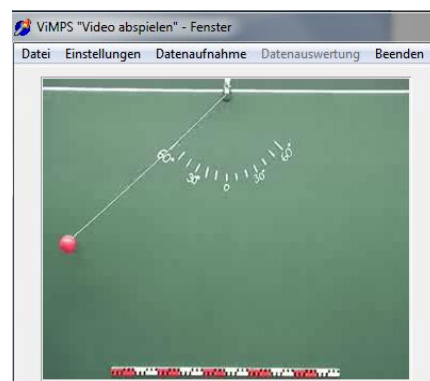 ViMPS "Video abspielen" - Fenster
Datei Einstellungen Datenaufnahme Datenauswertung Beenden
60° 60°
30° 30°
0